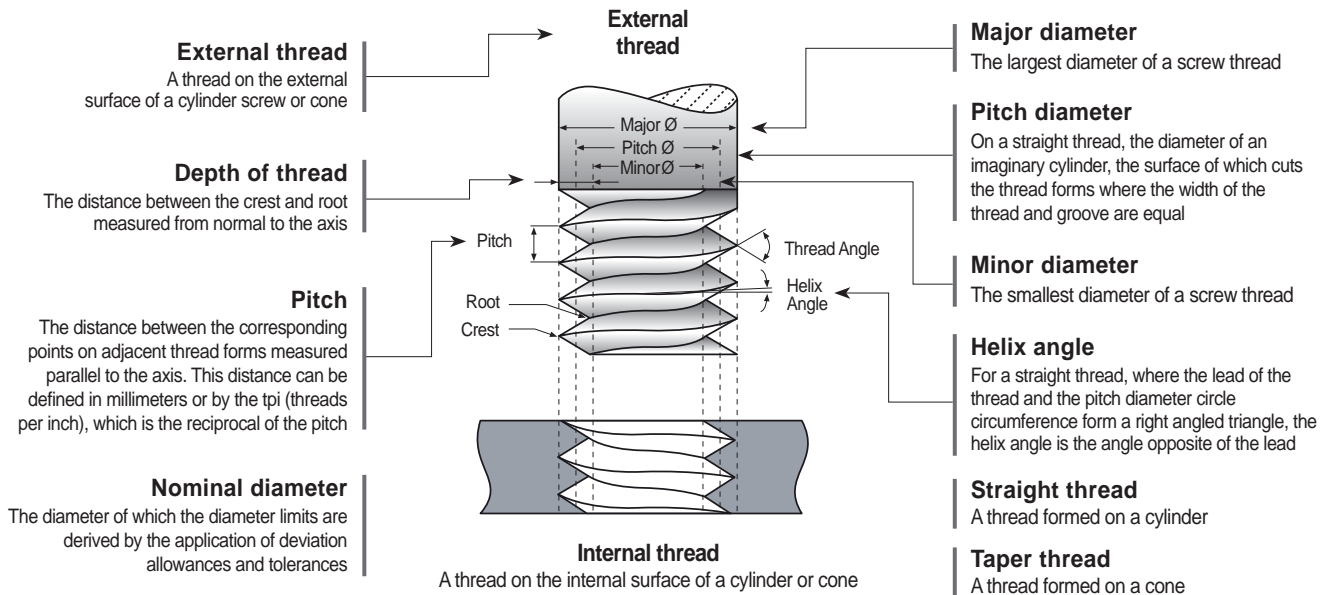 External
thread
External thread
A thread on the external
surface of a cylinder screw or cone
Depth of thread
The distance between the crest and root
measured from normal to the axis
Pitch
The distance between the corresponding
points on adjacent thread forms measured
parallel to the axis. This distance can be
defined in millimeters or by the tpi (threads
per inch), which is the reciprocal of the pitch
Nominal diameter
The diameter of which the diameter limits are
derived by the application of deviation
allowances and tolerances
Major Ø
Pitch Ø
Minor Ø
Pitch
Thread Angle
Helix
Angle
Root
Crest
Internal thread
A thread on the internal surface of a cylinder or cone
Major diameter
The largest diameter of a screw thread
Pitch diameter
On a straight thread, the diameter of an
imaginary cylinder, the surface of which cuts
the thread forms where the width of the
thread and groove are equal
Minor diameter
The smallest diameter of a screw thread
Helix angle
For a straight thread, where the lead of the
thread and the pitch diameter circle
circumference form a right angled triangle, the
helix angle is the angle opposite of the lead
Straight thread
A thread formed on a cylinder
Taper thread
A thread formed on a cone